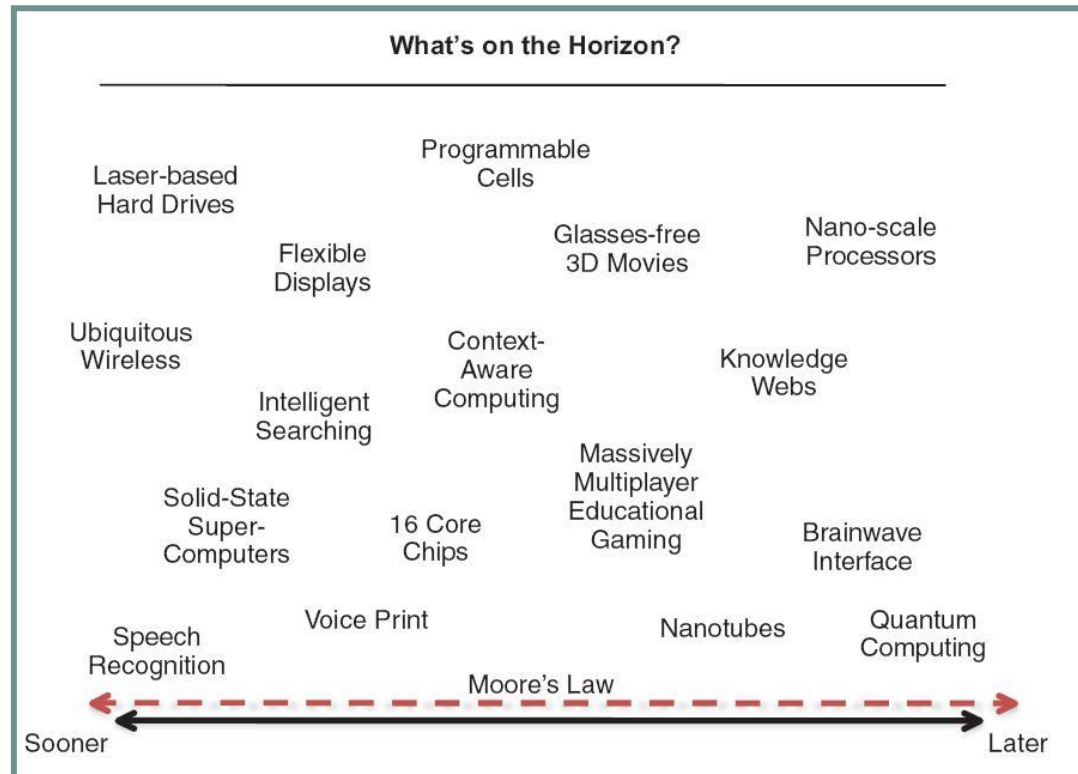 What's on the Horizon?
Programmable
Cells
Laser-based
Hard Drives
Glasses-free
3D Movies
Nano-scale
Processors
Flexible
Displays
Ubiquitous
Wireless
Context-
Aware
Computing
Knowledge
Webs
Intelligent
Searching
Massively
Multiplayer
Educational
Gaming
Solid-State
Super-
Computers
16 Core
Chips
Brainwave
Interface
Voice Print
Nanotubes
Quantum
Computing
Speech
Recognition
Moore's Law
Sooner
Later